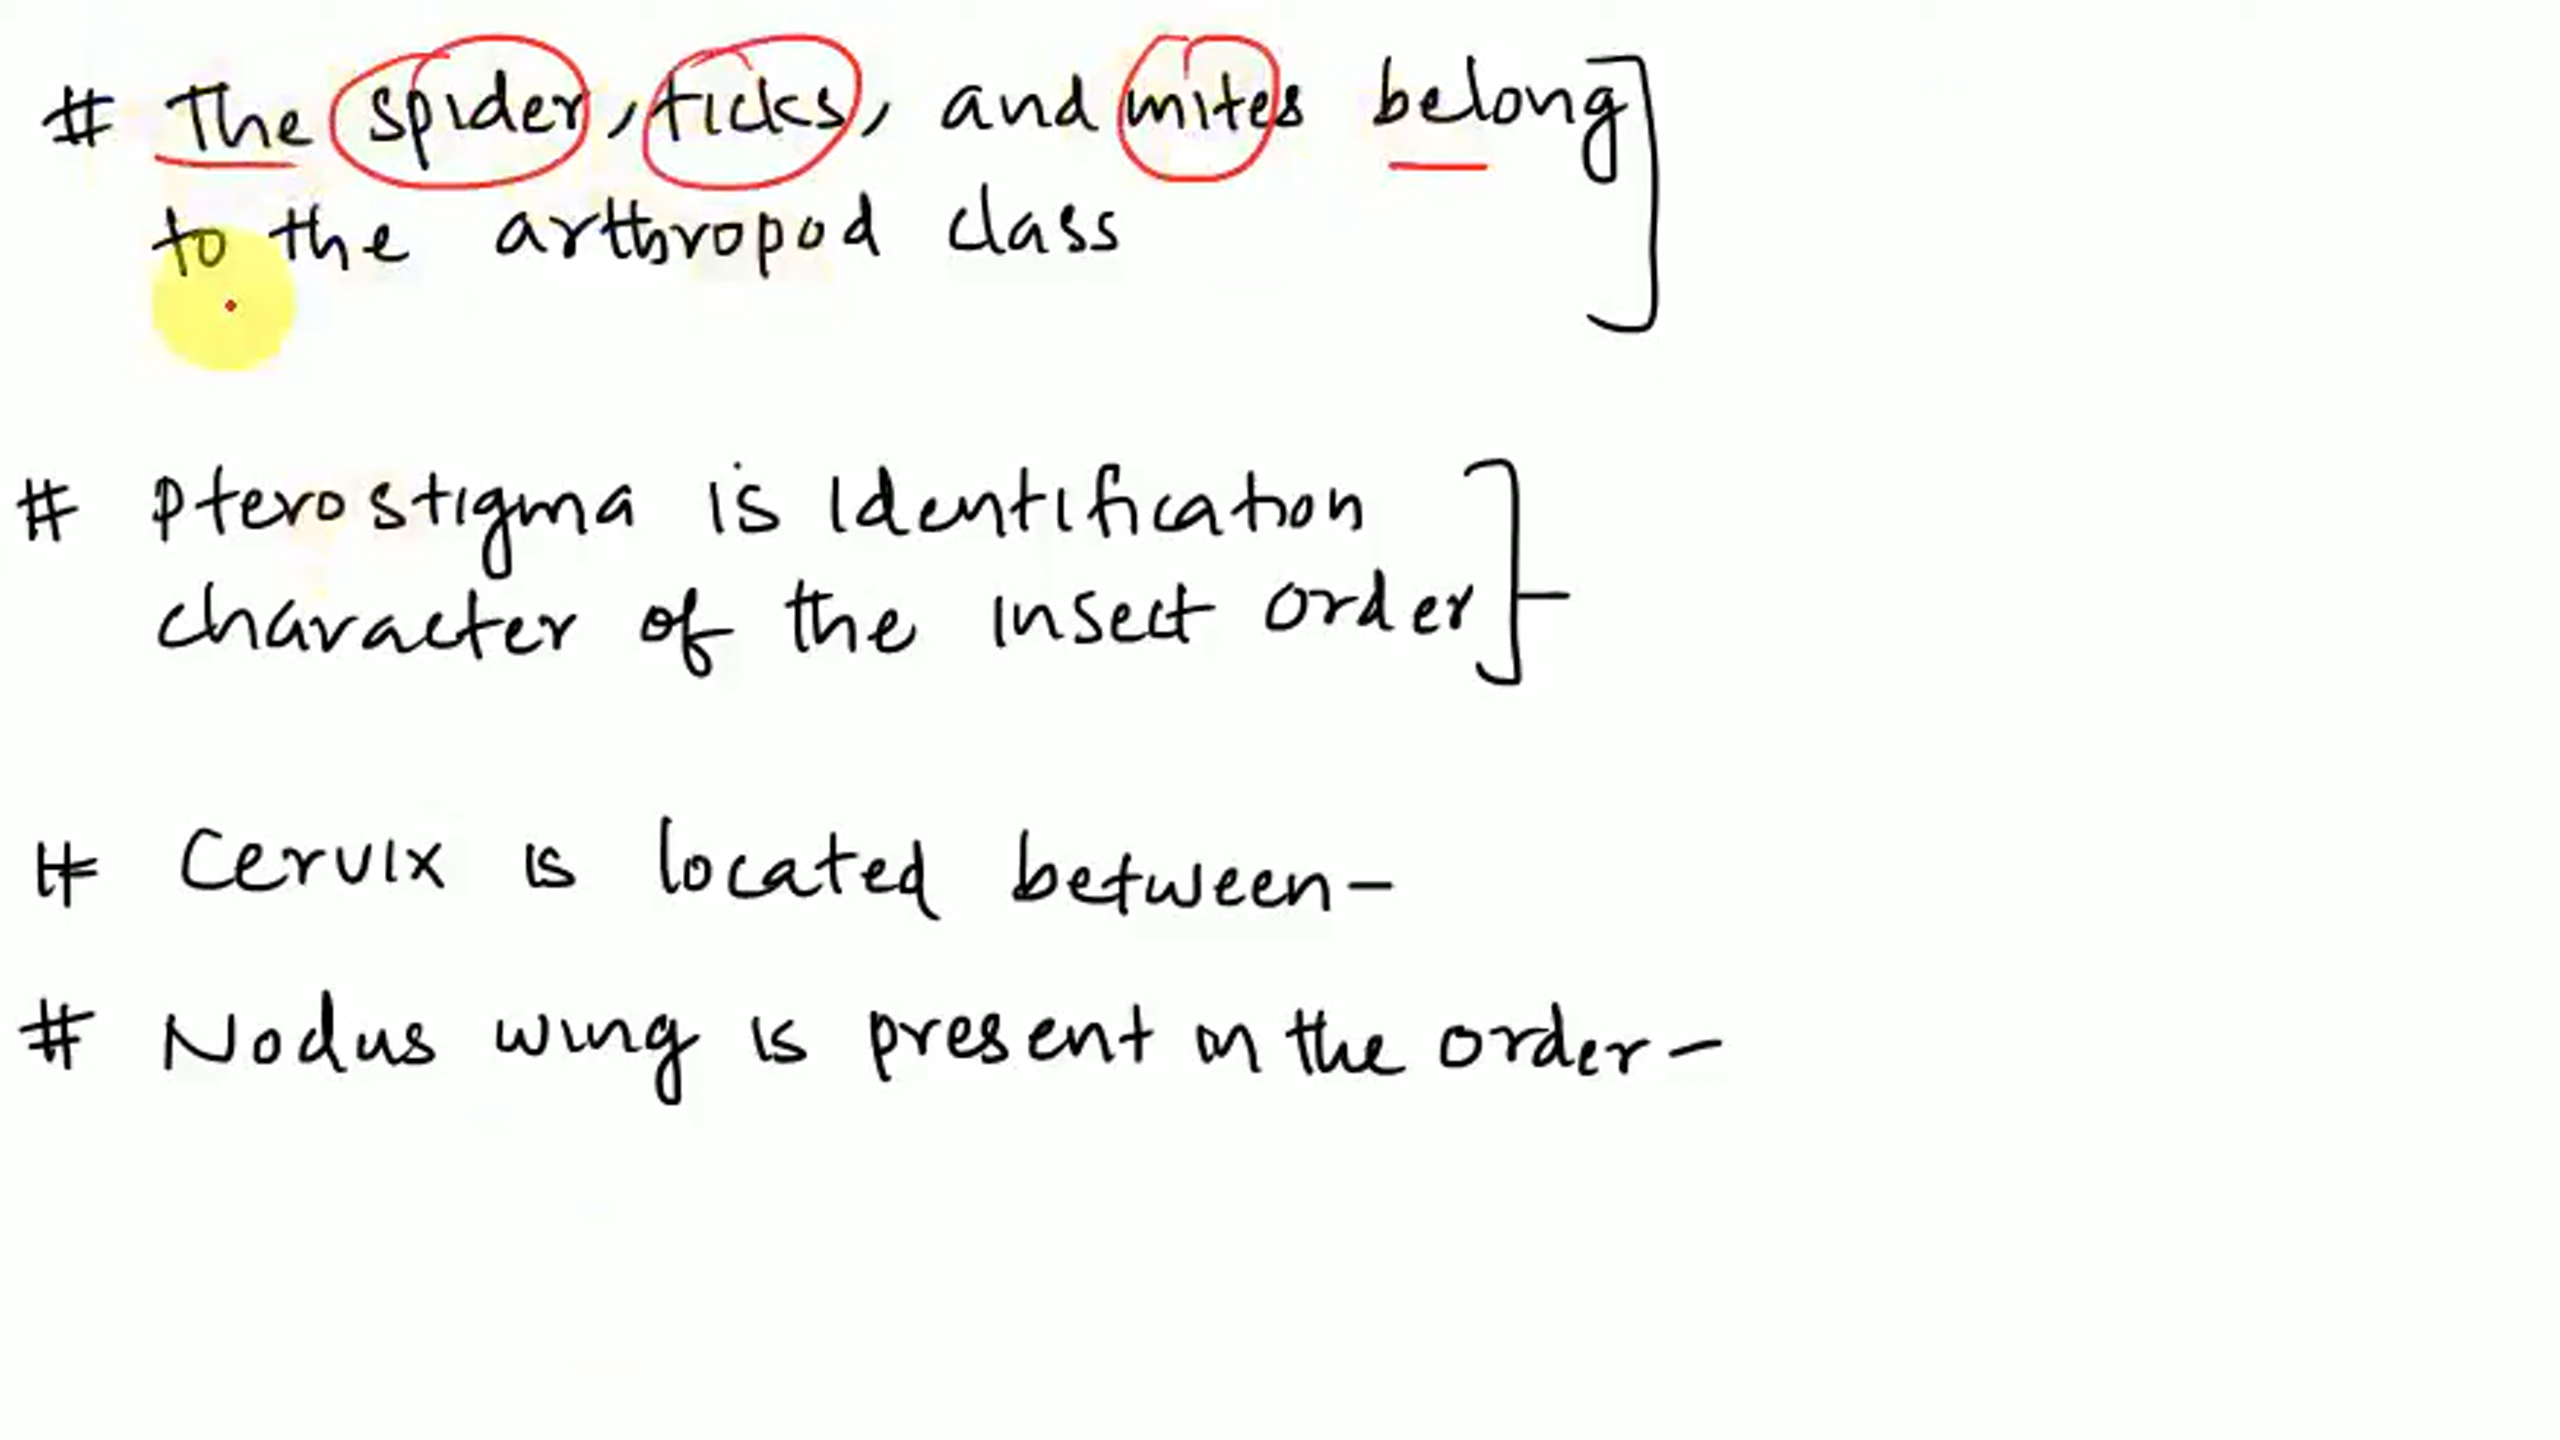 # The spider, ticks, and mites belong
to the arthropod class
# Pterostigma is identification
character of the insect order
# Cervix is located between-
# Nodus wing is present in the order-